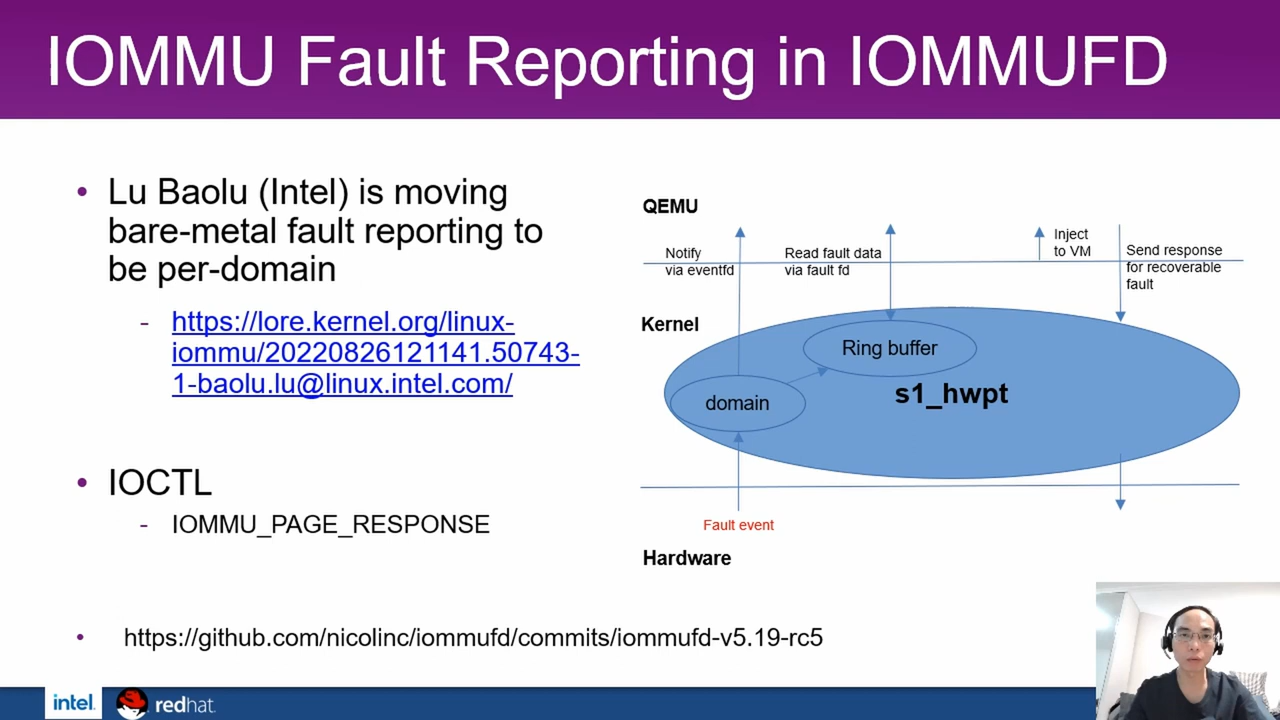 IOMMU Fault Reporting in IOMMUFD
• Lu Baolu (Intel) is moving
bare-metal fault reporting to
be per-domain
- https://lore.kernel.org/linux-
iommu/20220826121141.50743-
1-baolu.lu@linux.intel.com/
• IOCTL
- IOMMU_PAGE_RESPONSE
• https://github.com/nicolinc/iommufd/commits/iommufd-v5.19-rc5
QEMU
Notify
via eventfd
Read fault data
via fault fd
Inject
to VM
Send response
for recoverable
fault
Kernel
Ring buffer
domain
s1_hwpt
Fault event
Hardware
intel.
redhat.